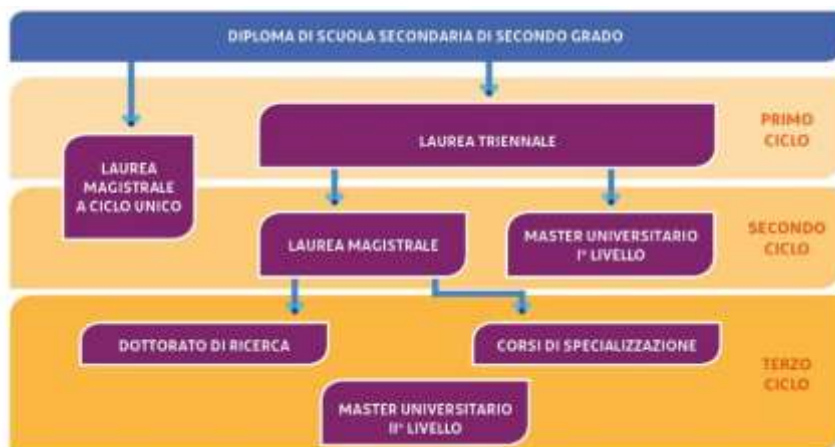 DIPLOMA DI SCUOLA SECONDARIA DI SECONDO GRADO
PRIMO
CICLO
LAUREA TRIENNALE
LAUREA
MAGISTRALE
A CICLO UNICO
SECONDO
CICLO
LAUREA MAGISTRALE
MASTER UNIVERSITARIO
I° LIVELLO
DOTTORATO DI RICERCA
CORSI DI SPECIALIZZAZIONE
TERZO
CICLO
MASTER UNIVERSITARIO
II° LIVELLO